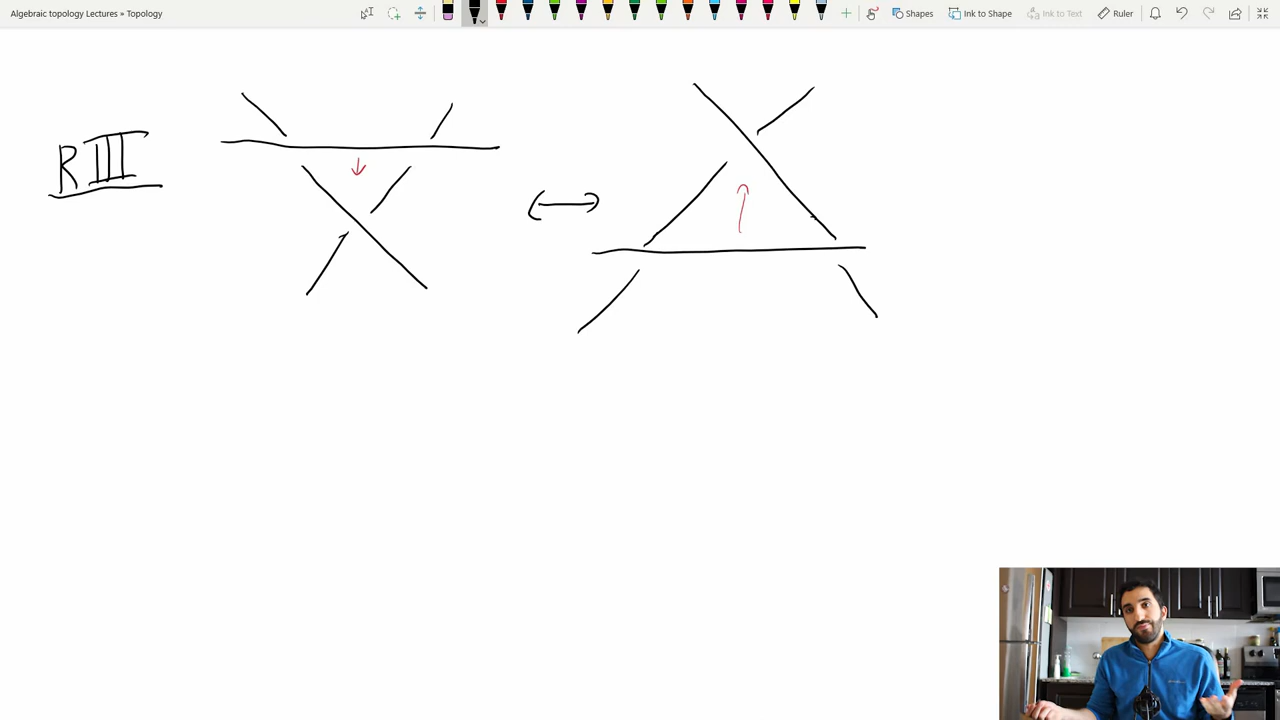 Algebraic topology Lectures » Topology
Shapes
Ink to Shape
Ink to Text
Ruler
RIII